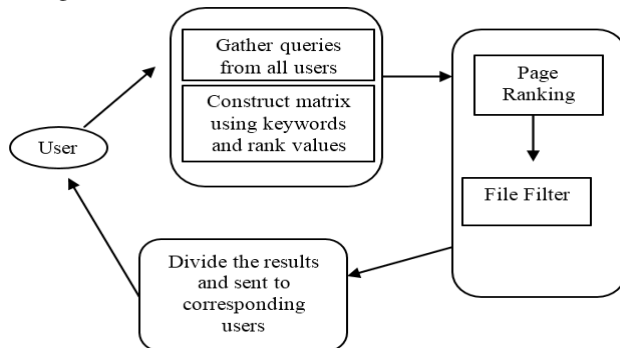 Gather queries
from all users
Construct matrix
using keywords
and rank values
Page
Ranking
User
File Filter
Divide the results
and sent to
corresponding
users